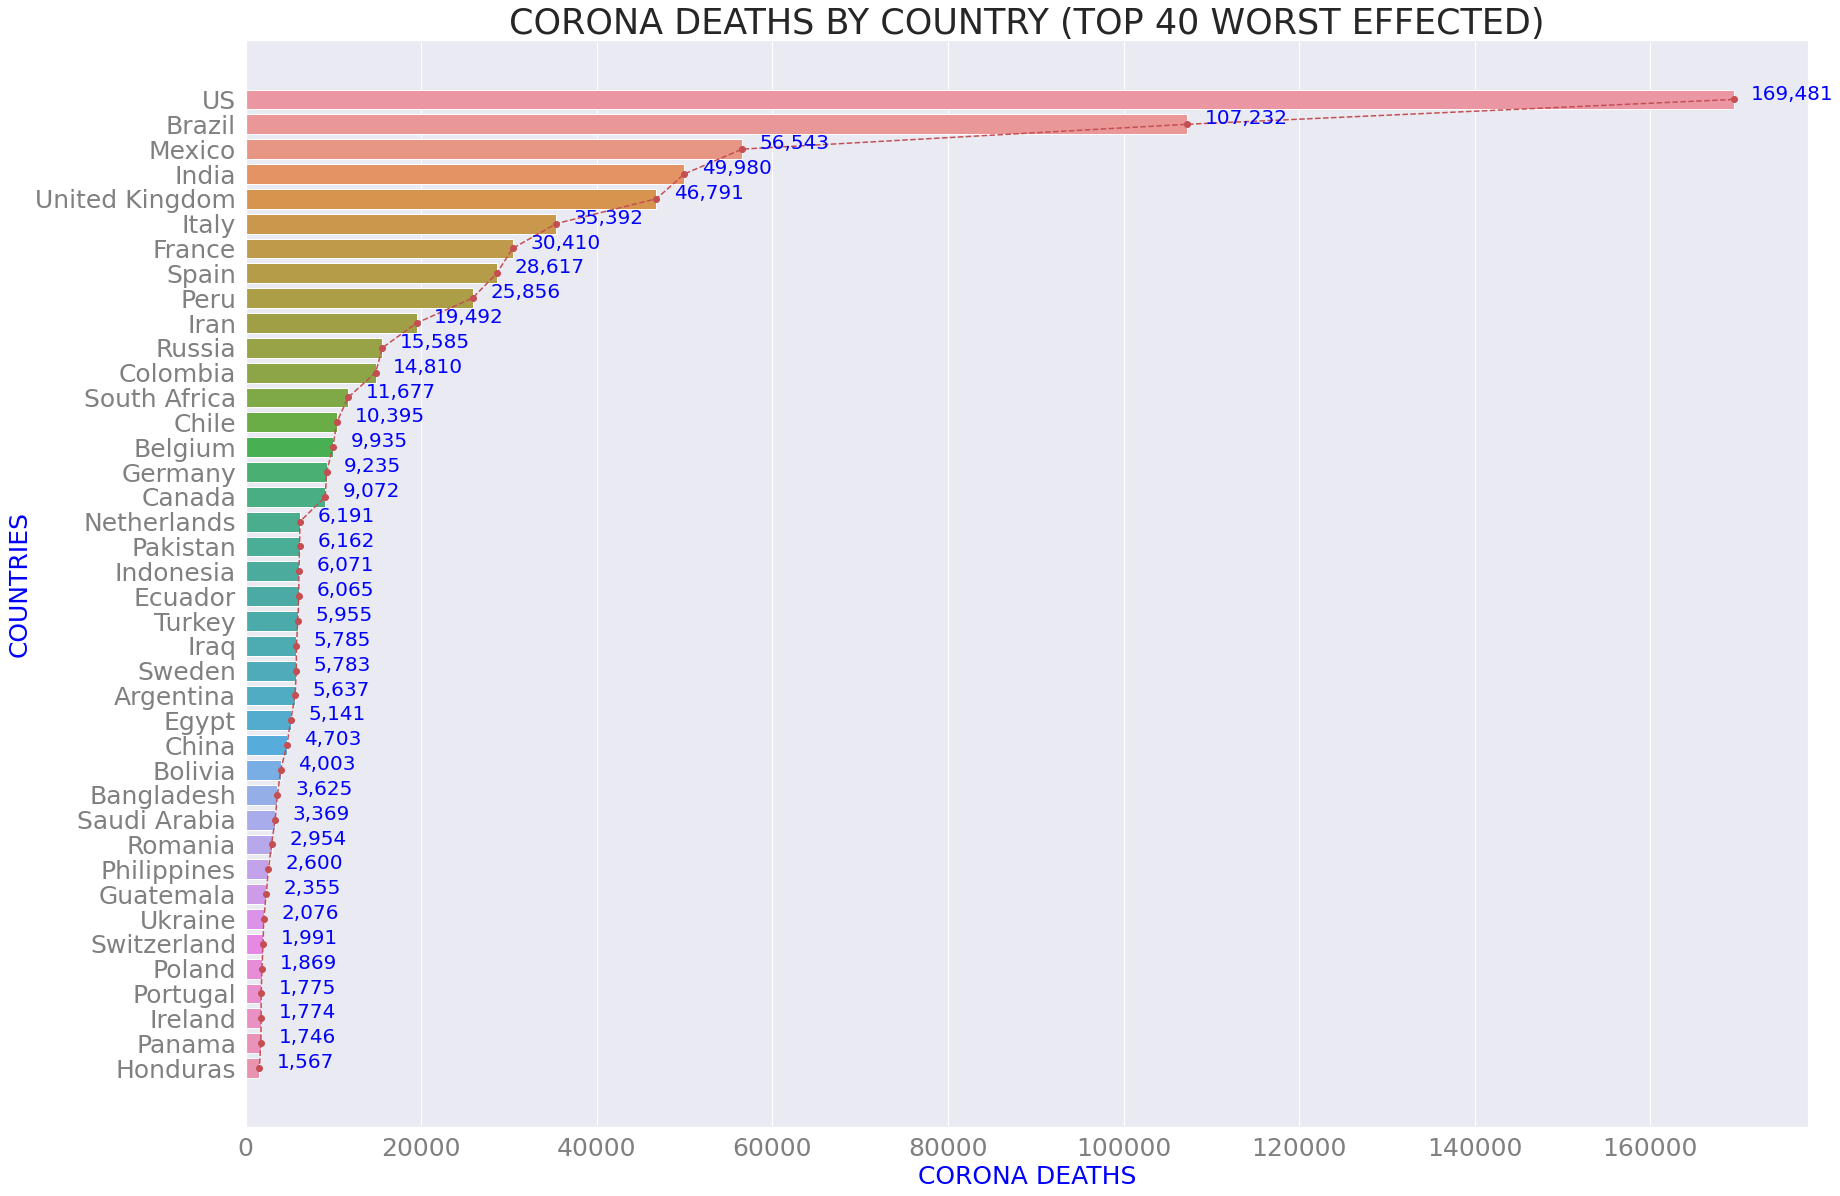 CORONA DEATHS BY COUNTRY (TOP 40 WORST EFFECTED)
US 169,481
Brazil 107,232
Mexico 56,543
India 49,980
United Kingdom 46,791
Italy 35,392
France 30,410
Spain 28,617
Peru 25,856
Iran 19,492
Russia 15,585
Colombia 14,810
South Africa 11,677
Chile 10,395
Belgium 9,935
Germany 9,235
Canada 9,072
Netherlands 6,191
Pakistan 6,162
Indonesia 6,071
Ecuador 6,065
Turkey 5,955
Iraq 5,785
Sweden 5,783
Argentina 5,637
Egypt 5,141
China 4,703
Bolivia 4,003
Bangladesh 3,625
Saudi Arabia 3,369
Romania 2,954
Philippines 2,600
Guatemala 2,355
Ukraine 2,076
Switzerland 1,991
Poland 1,869
Portugal 1,775
Ireland 1,774
Panama 1,746
Honduras 1,567
COUNTRIES
0 20000 40000 60000 80000 100000 120000 140000 160000
CORONA DEATHS